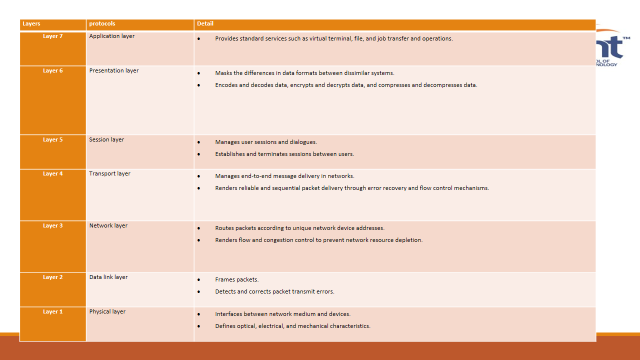 Layers protocols Detail
Layer 7 Application layer • Provides standard services such as virtual terminal, file, and job transfer and operations.
Layer 6 Presentation layer • Masks the differences in data formats between dissimilar systems.
• Encodes and decodes data, encrypts and decrypts data, and compresses and decompresses data.
Layer 5 Session layer • Manages user sessions and dialogues.
• Establishes and terminates sessions between users.
Layer 4 Transport layer • Manages end-to-end message delivery in networks.
• Renders reliable and sequential packet delivery through error recovery and flow control mechanisms.
Layer 3 Network layer • Routes packets according to unique network device addresses.
• Renders flow and congestion control to prevent network resource depletion.
Layer 2 Data link layer • Frames packets.
• Detects and corrects packet transmit errors.
Layer 1 Physical layer • Interfaces between network medium and devices.
• Defines optical, electrical, and mechanical characteristics.
TM